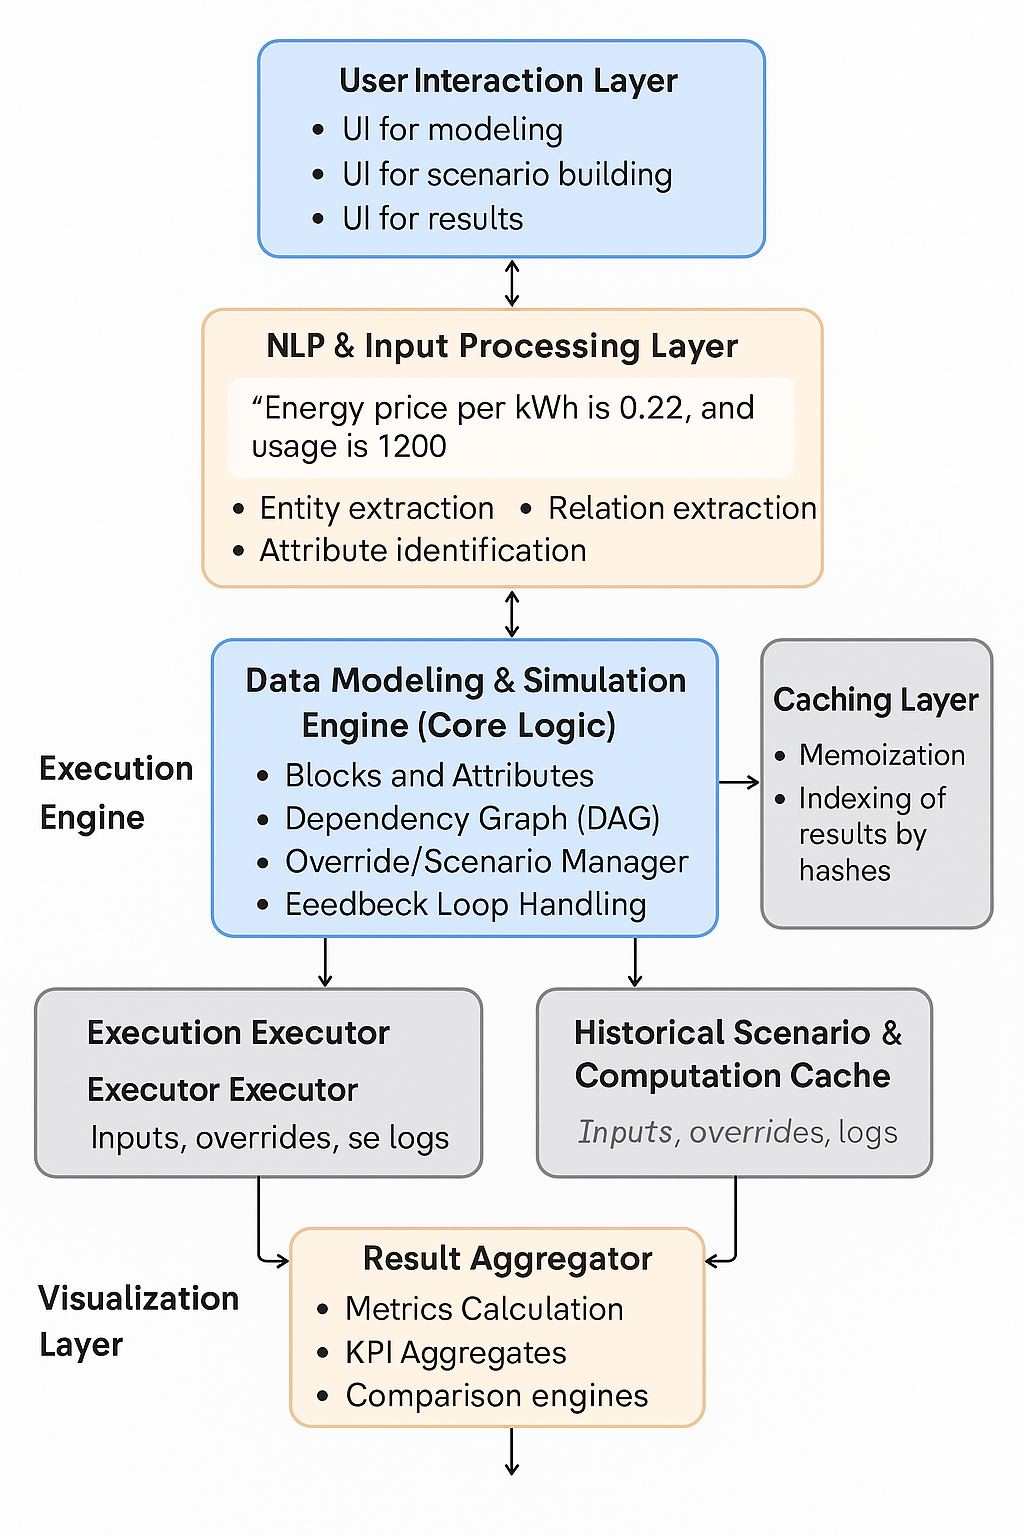 User Interaction Layer
• UI for modeling
• UI for scenario building
• UI for results
NLP & Input Processing Layer
“Energy price per kWh is 0.22, and
usage is 1200
• Entity extraction • Relation extraction
• Attribute identification
Execution
Engine
Data Modeling & Simulation
Engine (Core Logic)
• Blocks and Attributes
• Dependency Graph (DAG)
• Override/Scenario Manager
• Eeedbeck Loop Handling
Caching Layer
• Memoization
• Indexing of
results by
hashes
Execution Executor
Executor Executor
Inputs, overrides, se logs
Historical Scenario &
Computation Cache
Inputs, overrides, logs
Visualization
Layer
Result Aggregator
• Metrics Calculation
• KPI Aggregates
• Comparison engines